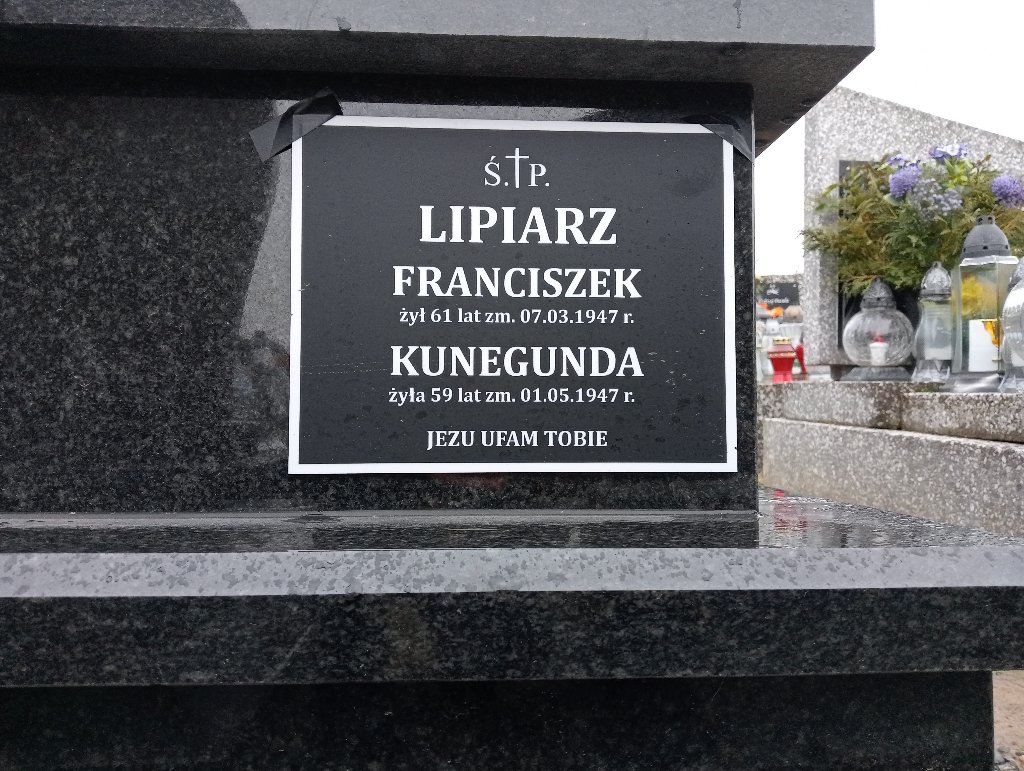 Ś.†P.
LIPIARZ
FRANCISZEK
żył 61 lat zm. 07.03.1947 r.
KUNEGUNDA
żyła 59 lat zm. 01.05.1947 r.
JEZU UFAM TOBIE